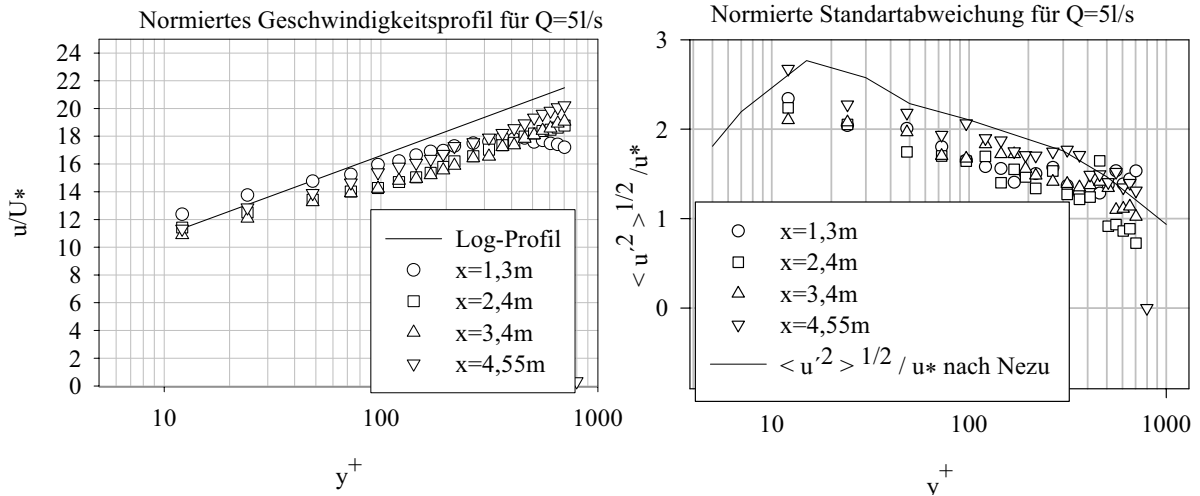 Normiertes Geschwindigkeitsprofil für Q=5l/s
24
22
20
18
16
14
12
10
8
6
4
2
0
u/U*
10
100
1000
y+
Log-Profil
x=1,3m
x=2,4m
x=3,4m
x=4,55m
Normierte Standartabweichung für Q=5l/s
3
2
1
0
< u´2 > 1/2 /u*
10
100
1000
y+
x=1,3m
x=2,4m
x=3,4m
x=4,55m
< u´2 > 1/2 / u* nach Nezu